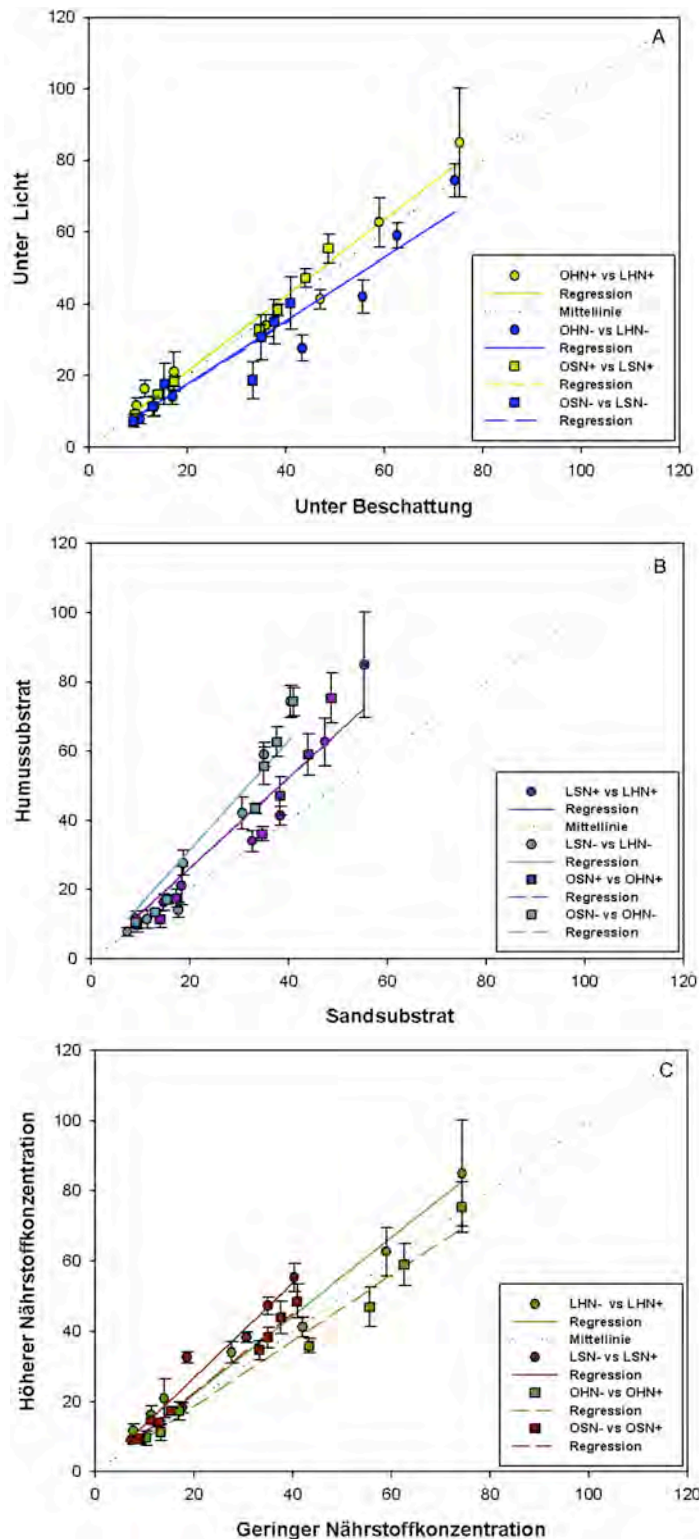 120
A
100
80
60
40
20
0
Unter Licht
OHN+ vs LHN+
Regression
Mittellinie
OHN- vs LHN-
Regression
OSN+ vs LSN+
Regression
OSN- vs LSN-
Regression
0 20 40 60 80 100 120
Unter Beschattung
120
B
100
80
60
40
20
0
Humussubstrat
LSN+ vs LHN+
Regression
Mittellinie
LSN- vs LHN-
Regression
OSN+ vs OHN+
Regression
OSN- vs OHN-
Regression
0 20 40 60 80 100 120
Sandsubstrat
120
C
100
80
60
40
20
0
Höherer Nährstoffkonzentration
LHN- vs LHN+
Regression
Mittellinie
LSN- vs LSN+
Regression
OHN- vs OHN+
Regression
OSN- vs OSN+
Regression
0 20 40 60 80 100 120
Geringer Nährstoffkonzentration